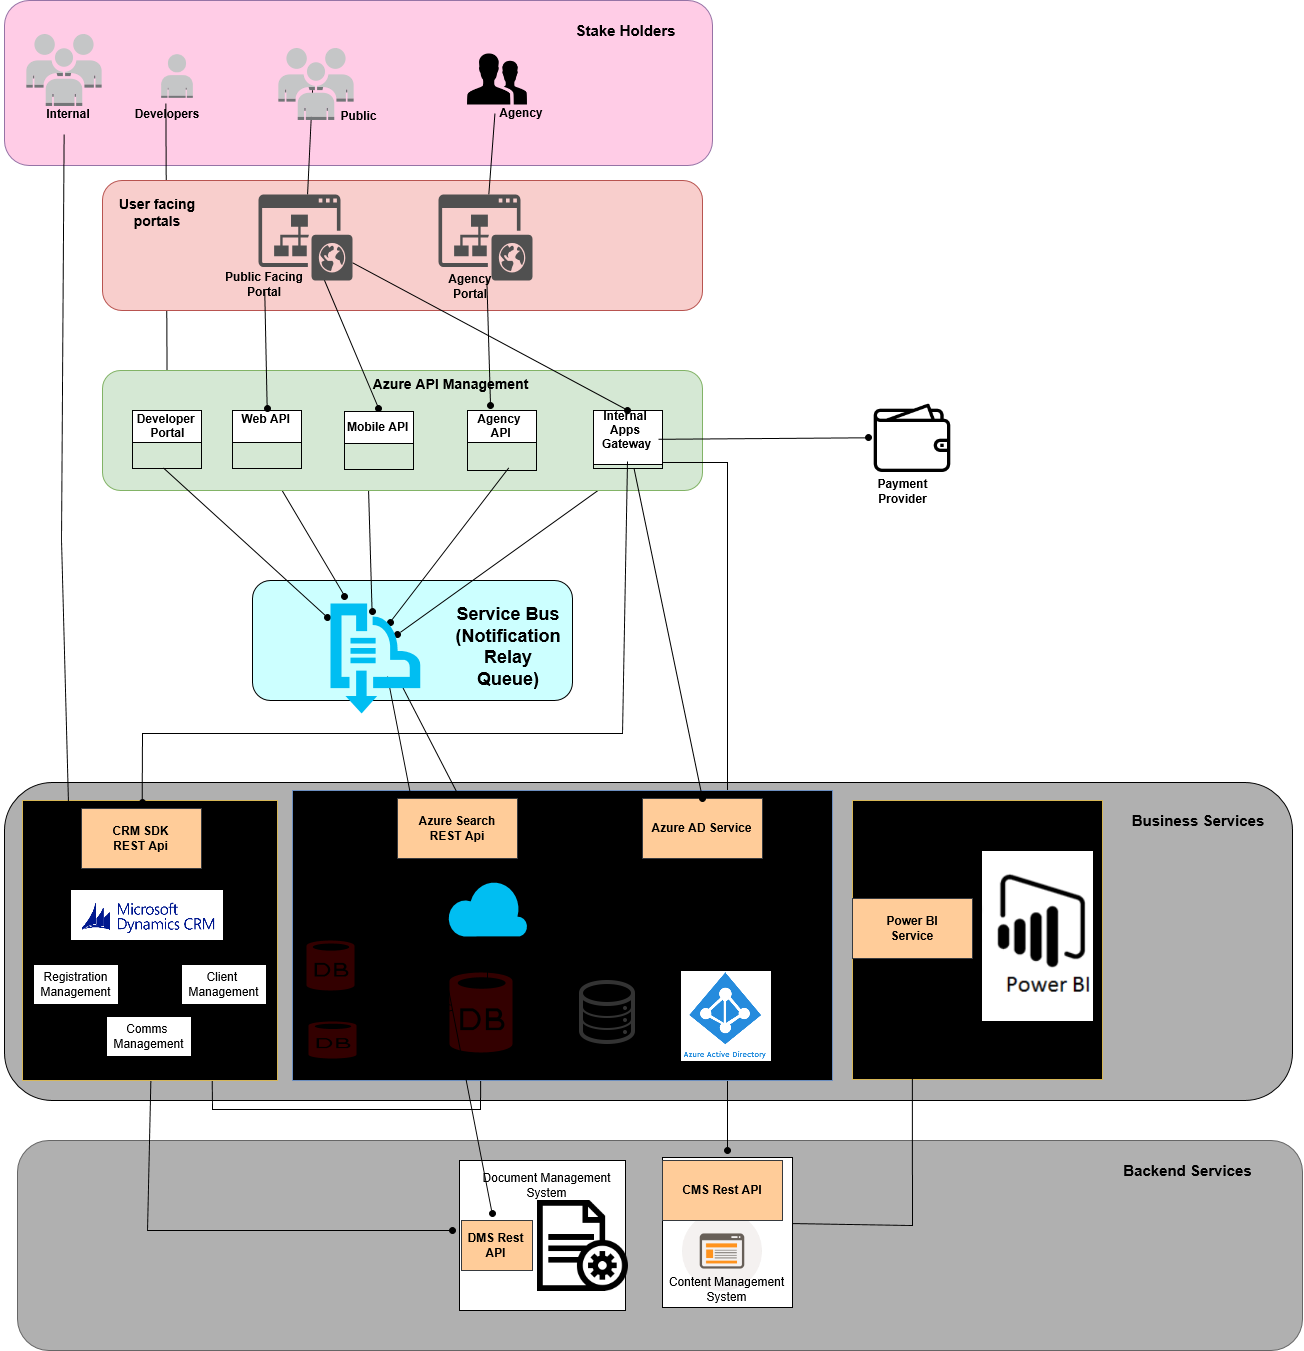 Stake Holders
Internal
Developers
Public
Agency
User facing
portals
Public Facing
Portal
Agency
Portal
Azure API Management
Developer
Portal
Web API
Mobile API
Agency
API
Internal
Apps
Gateway
Payment
Provider
Service Bus
(Notification
Relay
Queue)
Business Services
CRM SDK
REST Api
Azure Search
REST Api
Azure AD Service
Power BI
Service
Microsoft
Dynamics CRM
Power BI
Registration
Management
Client
Management
Comms
Management
DB
DB
DB
Azure Active Directory
Backend Services
Document Management
System
DMS Rest
API
CMS Rest API
Content Management
System